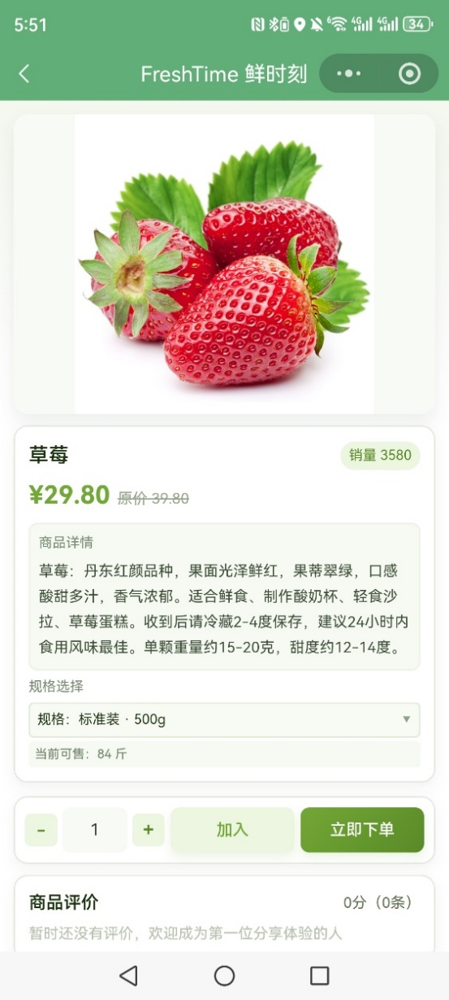 5:51
6 4G 4G 34
FreshTime 鲜时刻
草莓
销量 3580
¥29.80 原价 39.80
商品详情
草莓：丹东红颜品种，果面光泽鲜红，果蒂翠绿，口感
酸甜多汁，香气浓郁。适合鲜食、制作酸奶杯、轻食沙
拉、草莓蛋糕。收到后请冷藏2-4度保存，建议24小时内
食用风味最佳。单颗重量约15-20克，甜度约12-14度。
规格选择
规格：标准装 · 500g
当前可售：84 斤
- 1 + 加入 立即下单
商品评价 0分（0条）
暂时还没有评价，欢迎成为第一位分享体验的人